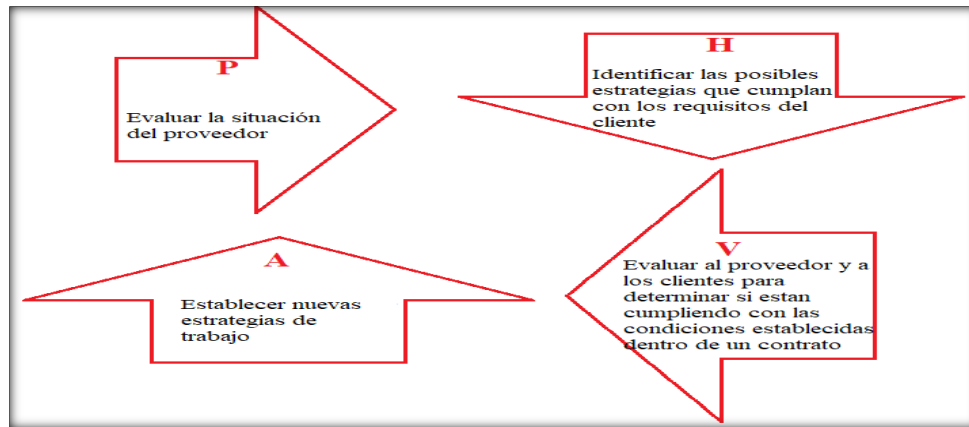 P
Evaluar la situación
del proveedor
H
Identificar las posibles
estrategias que cumplan
con los requisitos del
cliente
V
Evaluar al proveedor y a
los clientes para
determinar si estan
cumpliendo con las
condiciones establecidas
dentro de un contrato
A
Establecer nuevas
estrategias de
trabajo